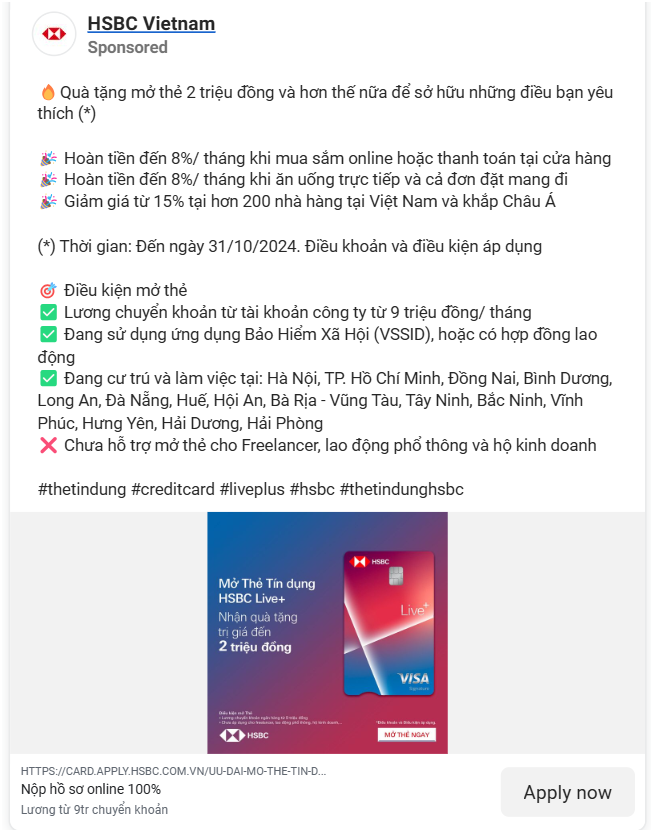 HSBC Vietnam
Sponsored
🔥 Quà tặng mở thẻ 2 triệu đồng và hơn thế nữa để sở hữu những điều bạn yêu
thích (*)
🎉 Hoàn tiền đến 8%/ tháng khi mua sắm online hoặc thanh toán tại cửa hàng
🎉 Hoàn tiền đến 8%/ tháng khi ăn uống trực tiếp và cả đơn đặt mang đi
🎉 Giảm giá từ 15% tại hơn 200 nhà hàng tại Việt Nam và khắp Châu Á
(*) Thời gian: Đến ngày 31/10/2024. Điều khoản và điều kiện áp dụng
🎯 Điều kiện mở thẻ
✅ Lương chuyển khoản từ tài khoản công ty từ 9 triệu đồng/ tháng
✅ Đang sử dụng ứng dụng Bảo Hiểm Xã Hội (VSSID), hoặc có hợp đồng lao
động
✅ Đang cư trú và làm việc tại: Hà Nội, TP. Hồ Chí Minh, Đồng Nai, Bình Dương,
Long An, Đà Nẵng, Huế, Hội An, Bà Rịa - Vũng Tàu, Tây Ninh, Bắc Ninh, Vĩnh
Phúc, Hưng Yên, Hải Dương, Hải Phòng
❌ Chưa hỗ trợ mở thẻ cho Freelancer, lao động phổ thông và hộ kinh doanh
#thetindung #creditcard #liveplus #hsbc #thetindunghsbc
Mở Thẻ Tín dụng
HSBC Live+
Nhận quà tặng
trị giá đến
2 triệu đồng
HSBC
Live+
VISA
Signature
Điều kiện mở Thẻ
HSBC
*Điều khoản và Điều kiện áp dụng
MỞ THẺ NGAY
HTTPS://CARD.APPLY.HSBC.COM.VN/UU-DAI-MO-THE-TIN-D...
Nộp hồ sơ online 100%
Lương từ 9tr chuyển khoản
Apply now